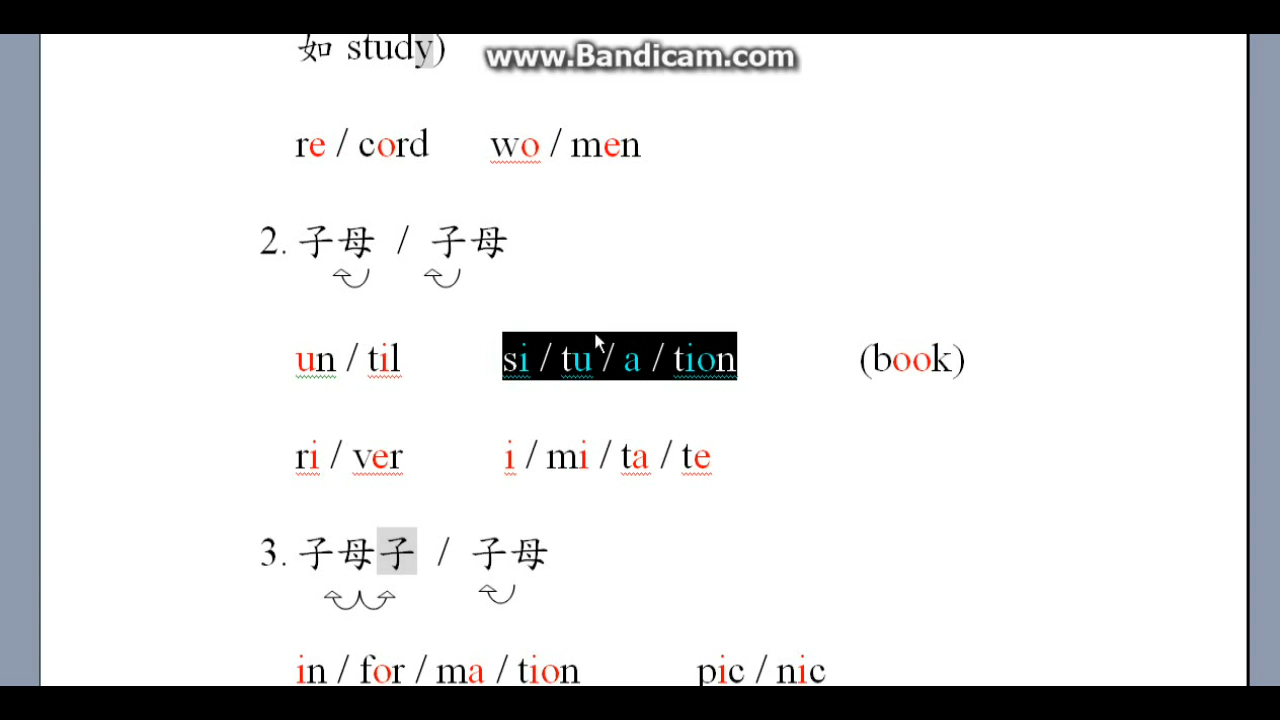 如 study)
www.Bandicam.com
re / cord wo / men
2. 子母 / 子母
un / til si / tu / a / tion (book)
ri / ver i / mi / ta / te
3. 子母子 / 子母
in / for / ma / tion pic / nic